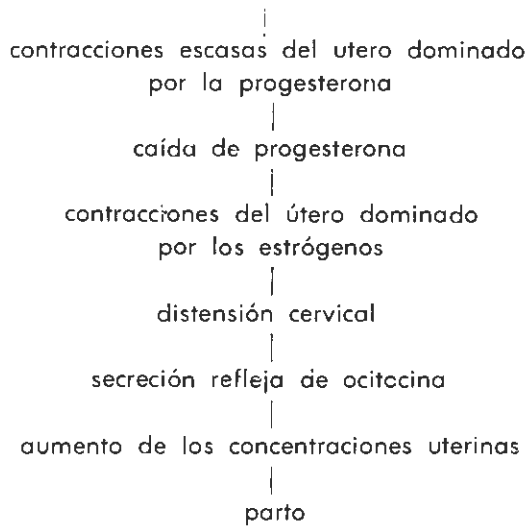 contracciones escasas del utero dominado
por la progesterona
caída de progesterona
contracciones del útero dominado
por los estrógenos
distensión cervical
secreción refleja de ocitocina
aumento de los concentraciones uterinas
parto